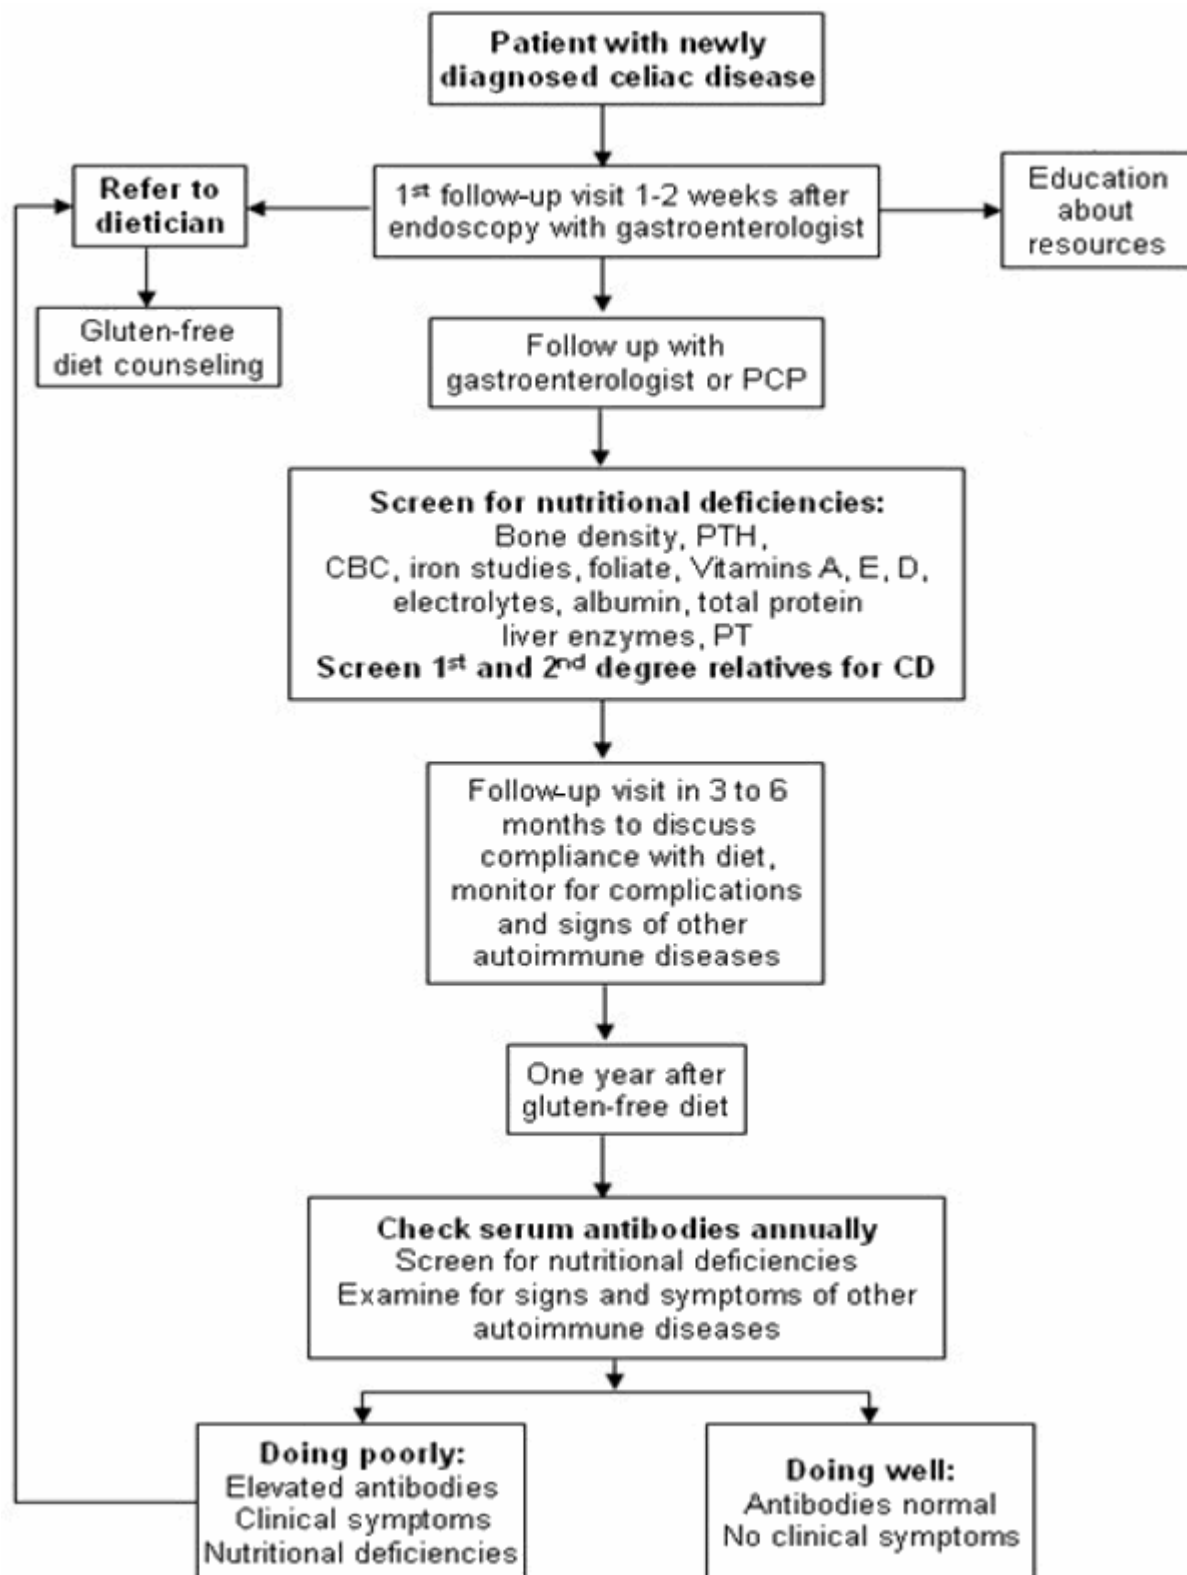 Patient with newly
diagnosed celiac disease
Refer to
dietician
1st follow-up visit 1-2 weeks after
endoscopy with gastroenterologist
Education
about
resources
Gluten-free
diet counseling
Follow up with
gastroenterologist or PCP
Screen for nutritional deficiencies:
Bone density, PTH,
CBC, iron studies, foliate, Vitamins A, E, D,
electrolytes, albumin, total protein
liver enzymes, PT
Screen 1st and 2nd degree relatives for CD
Follow-up visit in 3 to 6
months to discuss
compliance with diet,
monitor for complications
and signs of other
autoimmune diseases
One year after
gluten-free diet
Check serum antibodies annually
Screen for nutritional deficiencies
Examine for signs and symptoms of other
autoimmune diseases
Doing poorly:
Elevated antibodies
Clinical symptoms
Nutritional deficiencies
Doing well:
Antibodies normal
No clinical symptoms